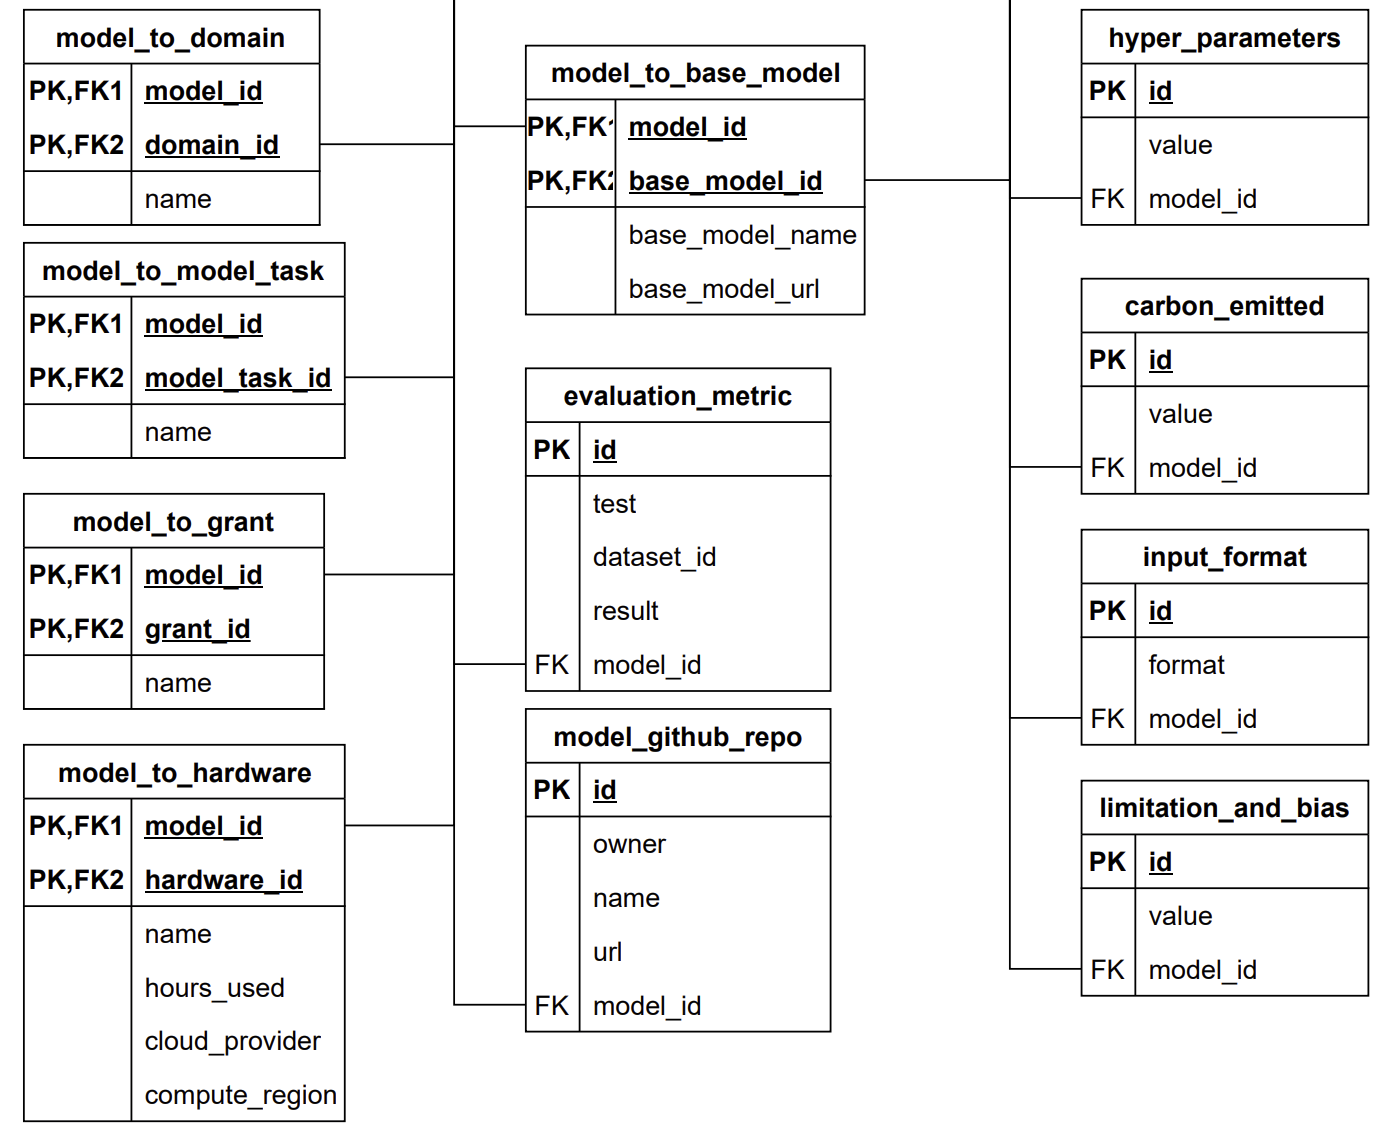 model_to_domain
PK,FK1 model_id
PK,FK2 domain_id
name
model_to_model_task
PK,FK1 model_id
PK,FK2 model_task_id
name
model_to_grant
PK,FK1 model_id
PK,FK2 grant_id
name
model_to_hardware
PK,FK1 model_id
PK,FK2 hardware_id
name
hours_used
cloud_provider
compute_region
model_to_base_model
PK,FK1 model_id
PK,FK2 base_model_id
base_model_name
base_model_url
evaluation_metric
PK id
test
dataset_id
result
FK model_id
model_github_repo
PK id
owner
name
url
FK model_id
hyper_parameters
PK id
value
FK model_id
carbon_emitted
PK id
value
FK model_id
input_format
PK id
format
FK model_id
limitation_and_bias
PK id
value
FK model_id